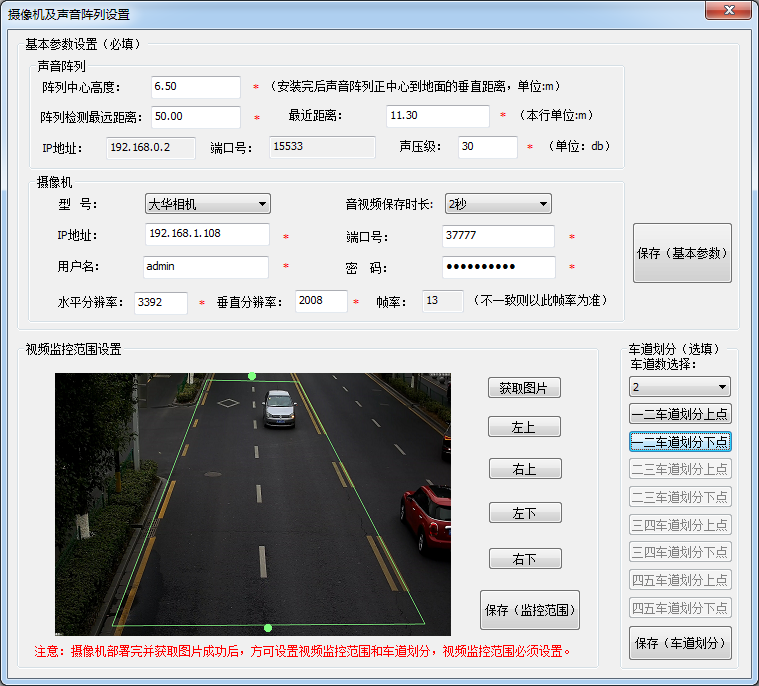 摄像机及声音阵列设置
基本参数设置（必填）
声音阵列
阵列中心高度： 6.50 * （安装完后声音阵列正中心到地面的垂直距离，单位:m）
阵列检测最远距离： 50.00 * 最近距离： 11.30 * （本行单位:m）
IP地址： 192.168.0.2 端口号： 15533 声压级： 30 * （单位：db）
摄像机
型 号： 大华相机 音视频保存时长: 2秒
IP地址： 192.168.1.108 * 端口号： 37777 *
用户名： admin * 密 码： ●●●●●●●●●● *
保存（基本参数）
水平分辨率： 3392 * 垂直分辨率： 2008 * 帧率： 13 （不一致则以此帧率为准）
视频监控范围设置
获取图片
左上
右上
左下
右下
保存（监控范围）
注意：摄像机部署完并获取图片成功后，方可设置视频监控范围和车道划分，视频监控范围必须设置。
车道划分（选填）
车道数选择：
2
一二车道划分上点
一二车道划分下点
二三车道划分上点
二三车道划分下点
三四车道划分上点
三四车道划分下点
四五车道划分上点
四五车道划分下点
保存（车道划分）